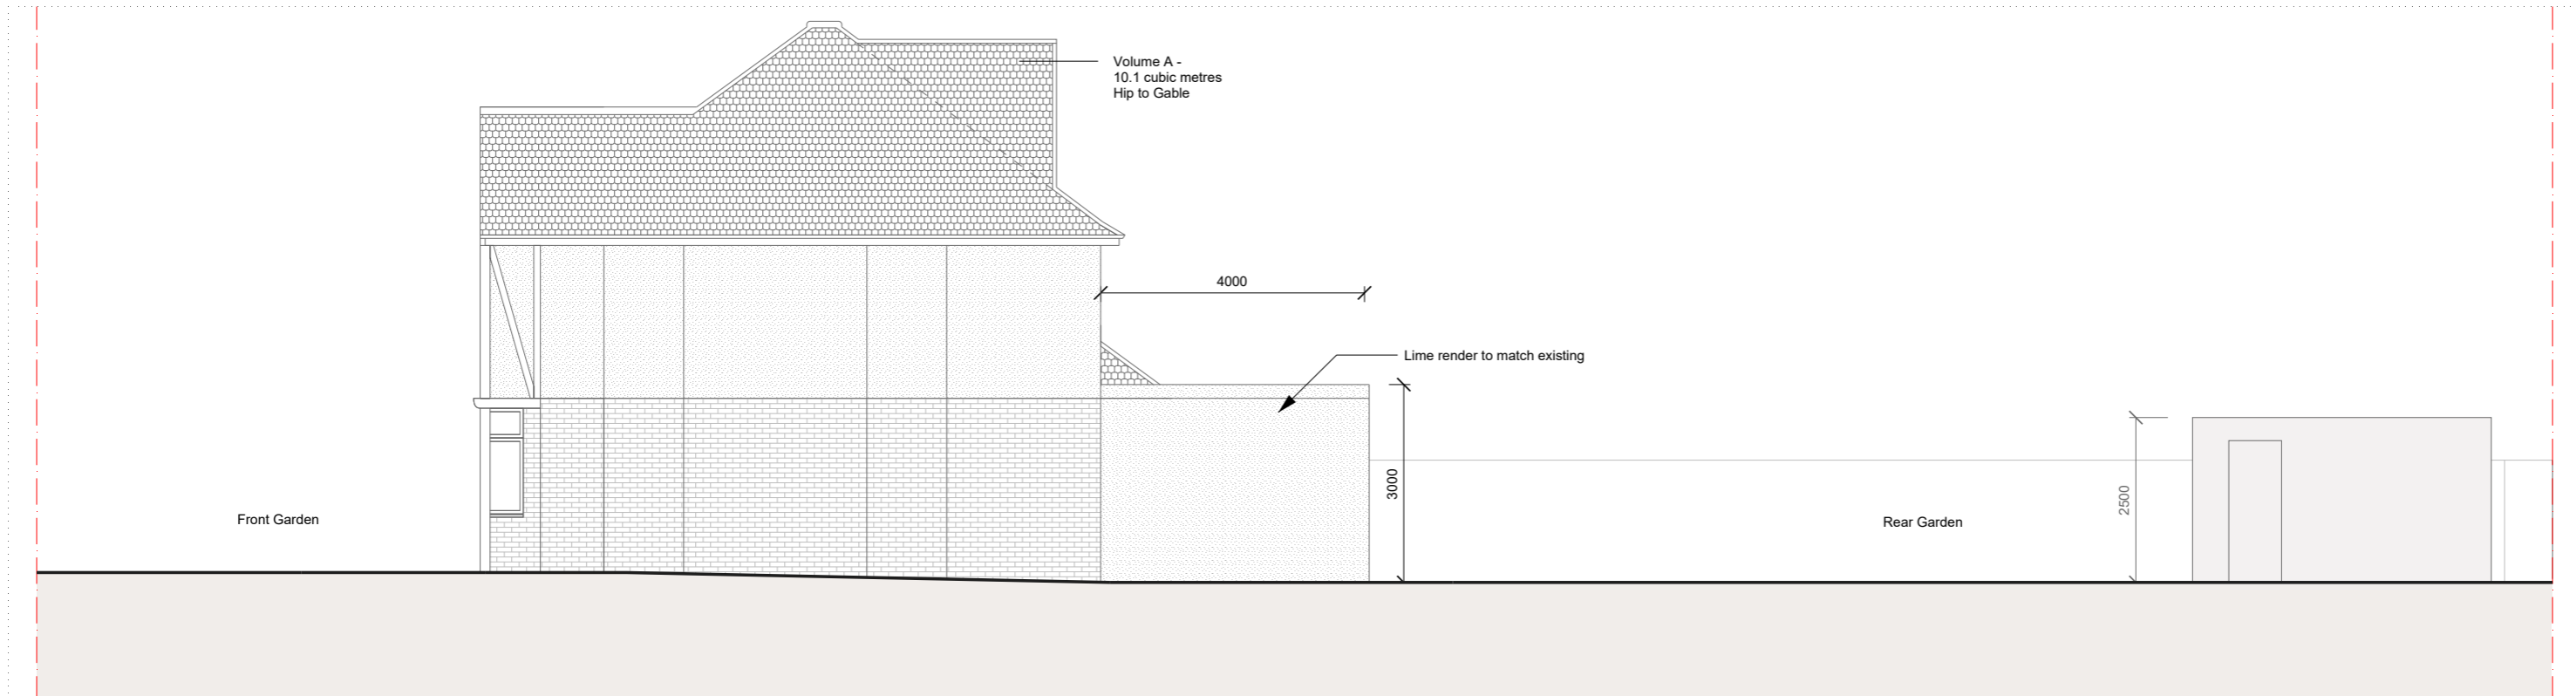 Volume A -
10.1 cubic metres
Hip to Gable
4000
Lime render to match existing
3000
2500
Front Garden
Rear Garden